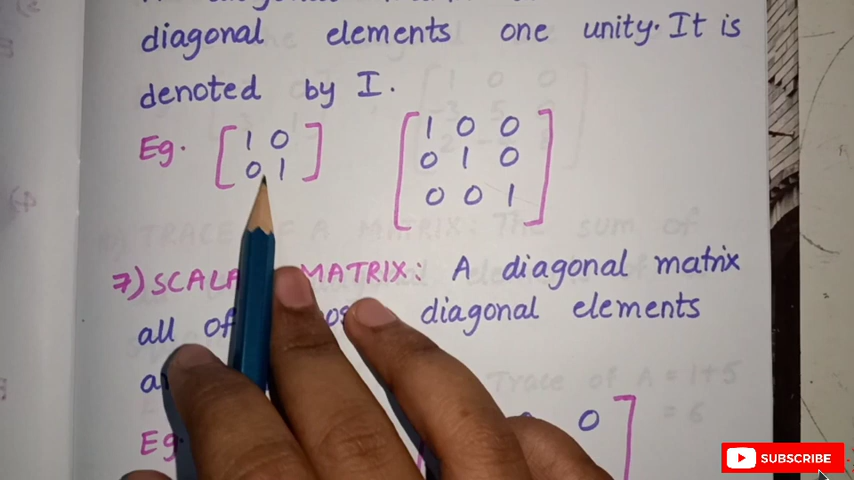 diagonal elements one unity. It is
denoted by I.
Eg. [1 0 [1 0 0
0 1] 0 1 0
0 0 1]
7) SCALA MATRIX: A diagonal matrix
all of diagonal elements
Eg
0
SUBSCRIBE